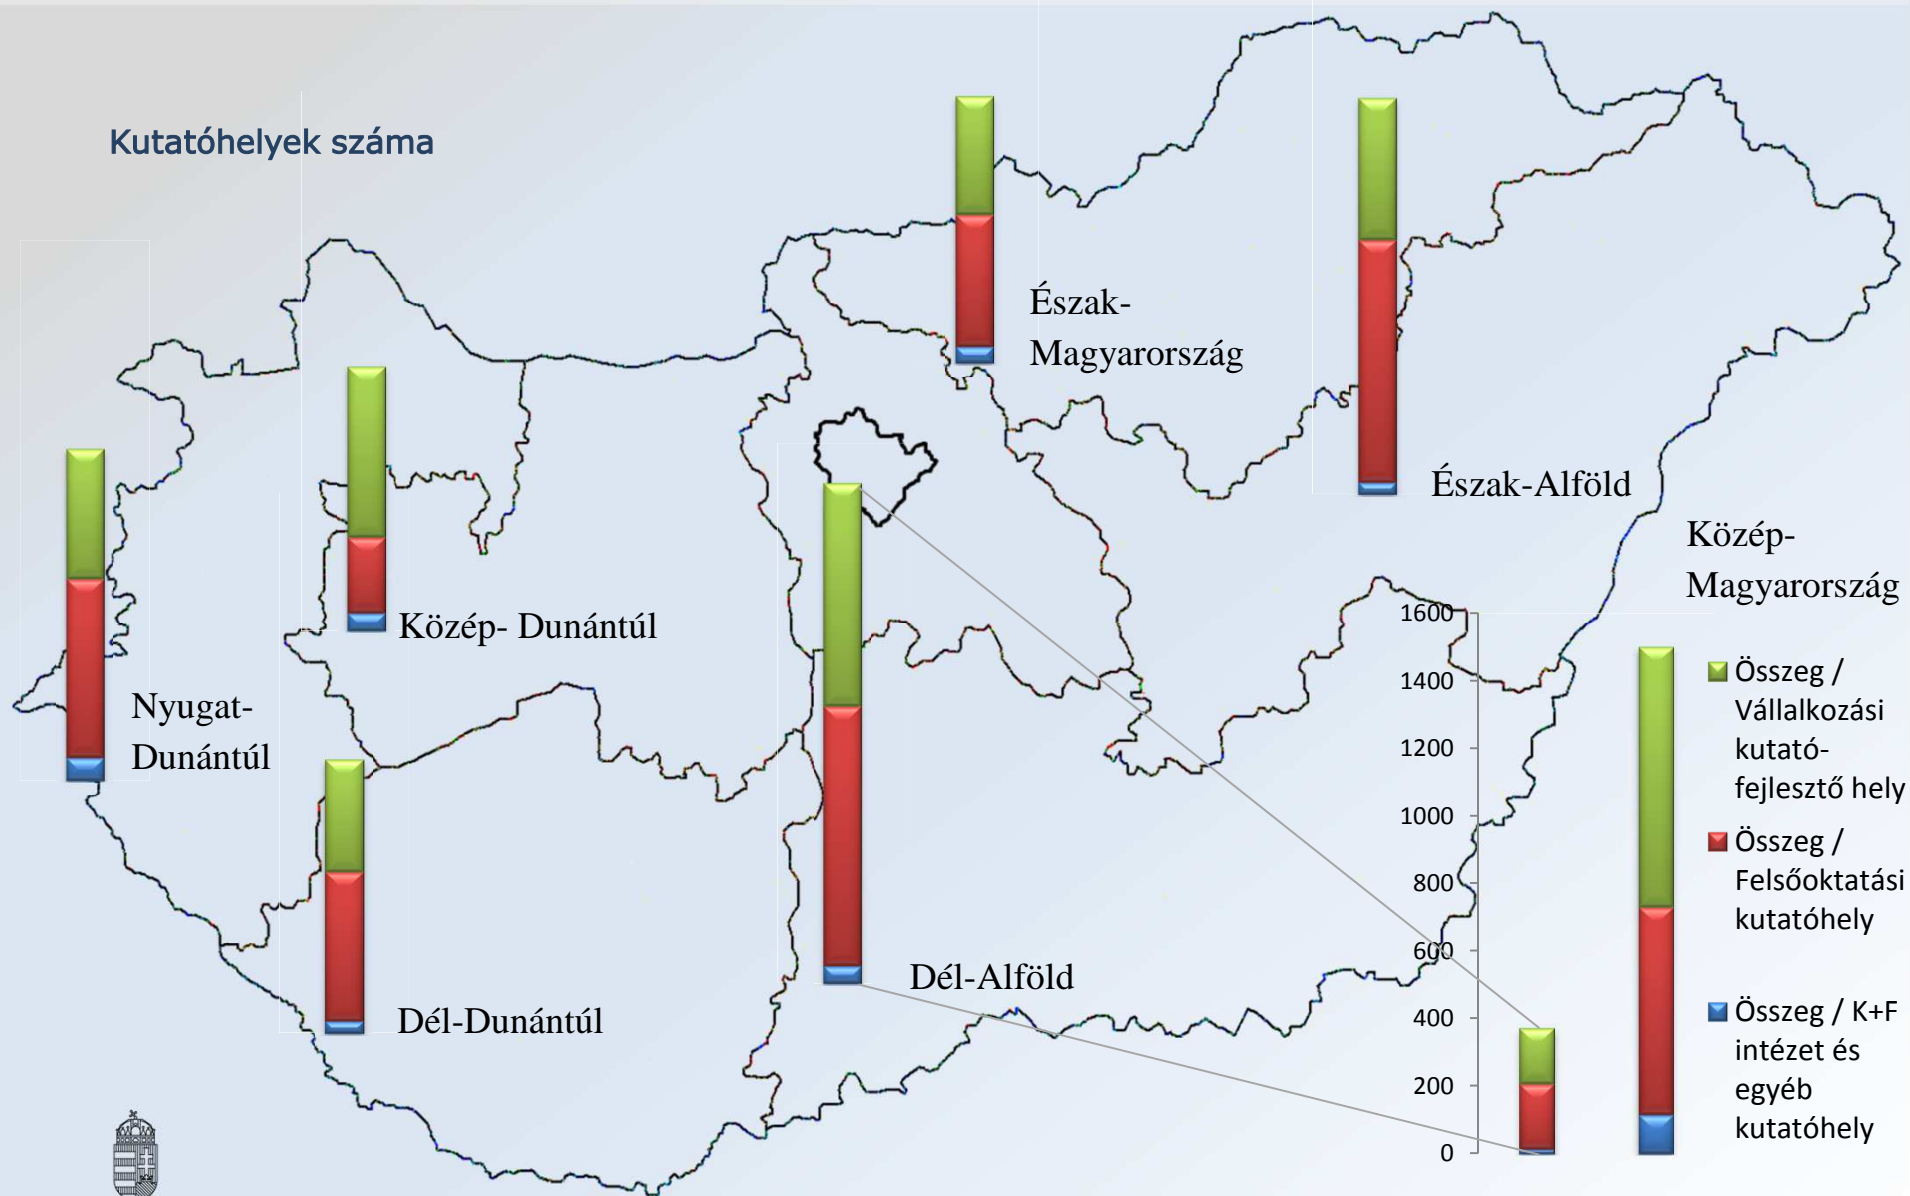 Kutatóhelyek száma
Észak-
Magyarország
Észak-Alföld
Közép- Dunántúl
Nyugat-
Dunántúl
Dél-Dunántúl
Dél-Alföld
Közép-
Magyarország
1600
1400
1200
1000
800
600
400
200
0
Összeg /
Vállalkozási
kutató-
fejlesztő hely
Összeg /
Felsőoktatási
kutatóhely
Összeg / K+F
intézet és
egyéb
kutatóhely